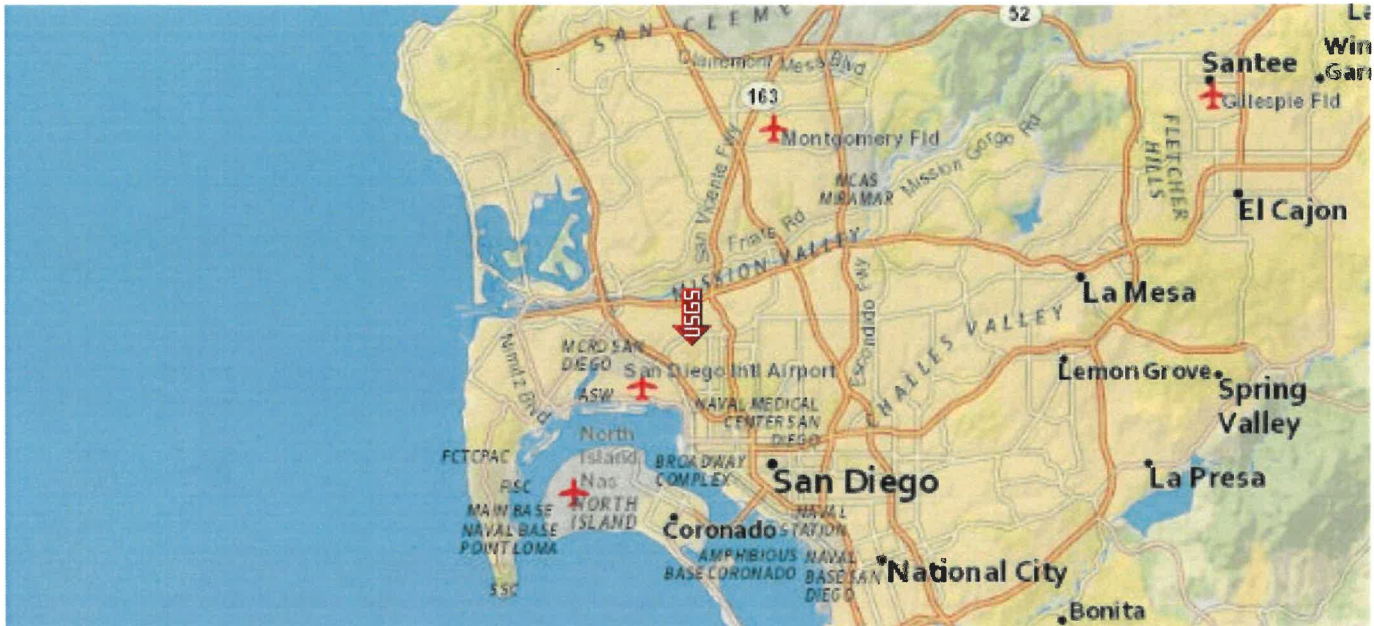 SAN CLEME
52
La
Win
Gar
Clairemont Mesa Blvd
Santee
163
Gillespie Fld
Montgomery Fld
Mission Gorge Rd
FLETCHER
HILLS
San Vicente Fwy
NCAS
MIRAMAR
El Cajon
Friars Rd
MISSION VALLEY
La Mesa
USGS
Escondido Fwy
CHALLES VALLEY
Nimitz Blvd
MCRD SAN
DIEGO
San Diego Intl Airport
Lemon Grove
Spring
Valley
ASW
NAVAL MEDICAL
CENTER SAN
DIEGO
North
Island
Nas
FCTCPAC
BROADWAY
COMPLEX
San Diego
La Presa
FISC
NORTH
ISLAND
MAIN BASE
NAVAL BASE
POINT LOMA
Coronado
NAVAL
STATION
AMPHIBIOUS
BASE CORONADO
NAVAL
BASE SAN
DIEGO
National City
SSC
Bonita